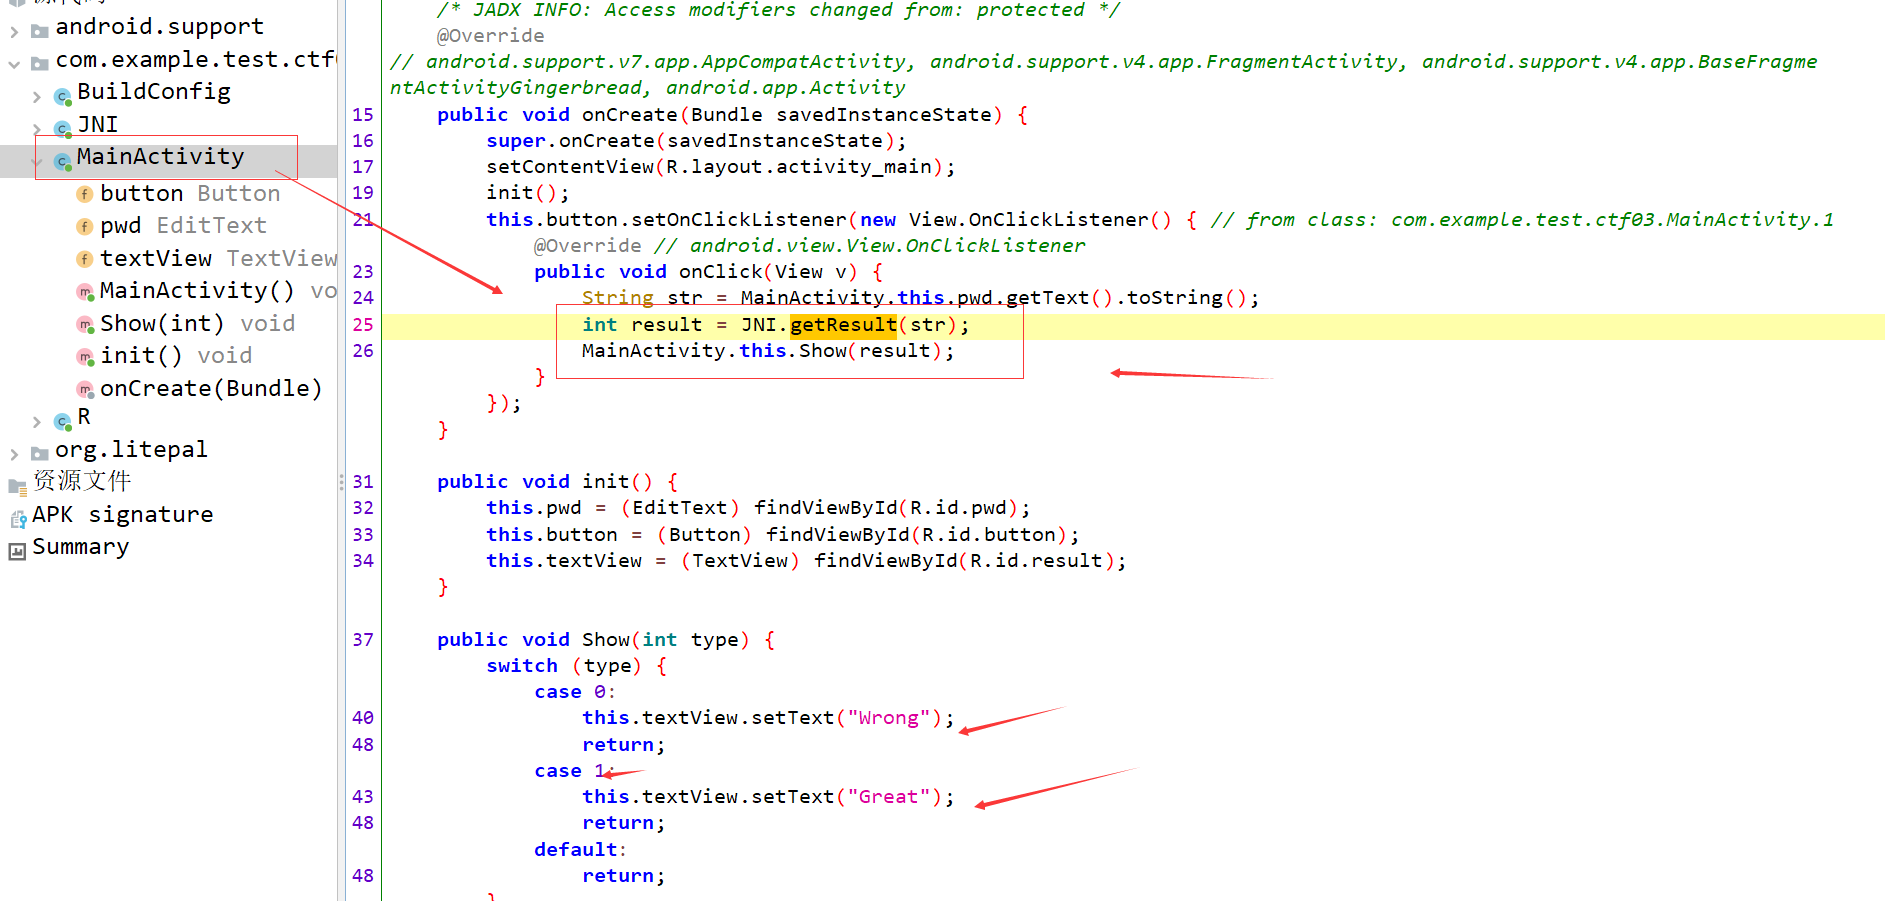 android.support
com.example.test.ctf0
BuildConfig
JNI
MainActivity
button Button
pwd EditText
textView TextView
MainActivity() vo
Show(int) void
init() void
onCreate(Bundle)
R
org.litepal
资源文件
APK signature
Summary
/* JADX INFO: Access modifiers changed from: protected */
@Override
// android.support.v7.app.AppCompatActivity, android.support.v4.app.FragmentActivity, android.support.v4.app.BaseFragme
ntActivityGingerbread, android.app.Activity
15 public void onCreate(Bundle savedInstanceState) {
16 super.onCreate(savedInstanceState);
17 setContentView(R.layout.activity_main);
19 init();
21 this.button.setOnClickListener(new View.OnClickListener() { // from class: com.example.test.ctf03.MainActivity.1
@Override // android.view.View.OnClickListener
23 public void onClick(View v) {
24 String str = MainActivity.this.pwd.getText().toString();
25 int result = JNI.getResult(str);
26 MainActivity.this.Show(result);
}
});
}
31 public void init() {
32 this.pwd = (EditText) findViewById(R.id.pwd);
33 this.button = (Button) findViewById(R.id.button);
34 this.textView = (TextView) findViewById(R.id.result);
}
37 public void Show(int type) {
switch (type) {
case 0:
40 this.textView.setText("Wrong");
48 return;
case 1:
43 this.textView.setText("Great");
48 return;
default:
48 return;
}